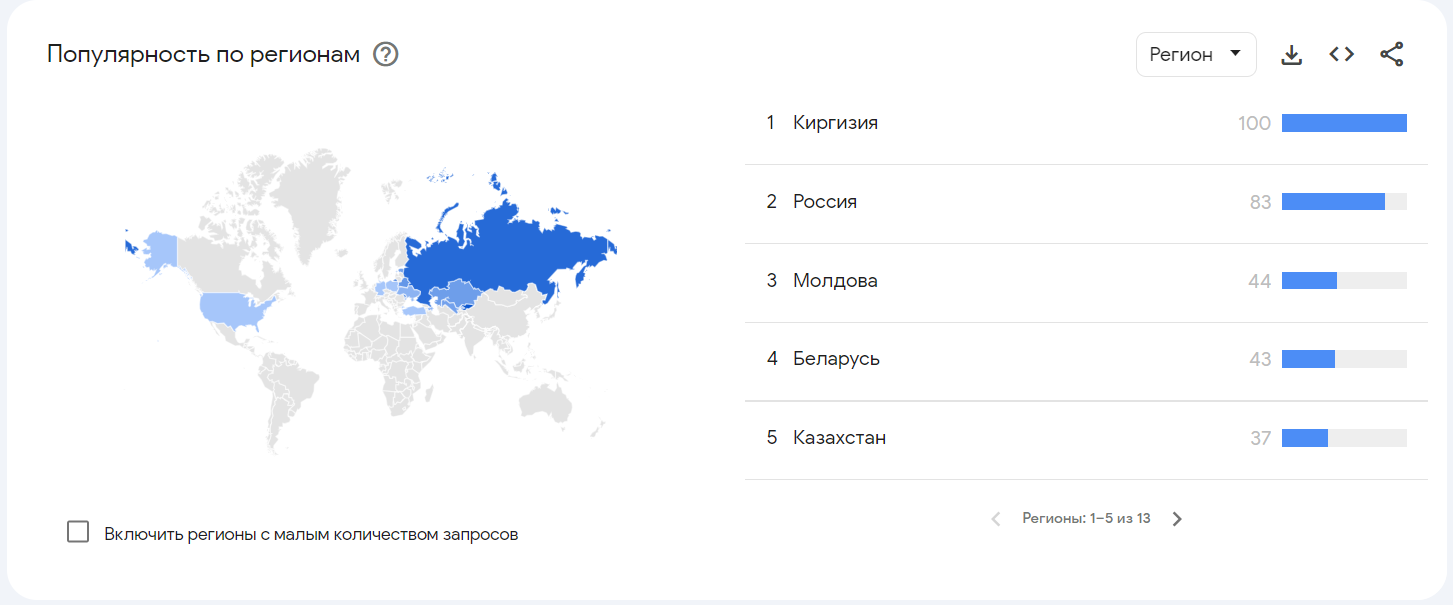 Популярность по регионам
Регион
1 Киргизия 100
2 Россия 83
3 Молдова 44
4 Беларусь 43
5 Казахстан 37
Включить регионы с малым количеством запросов
Регионы: 1–5 из 13